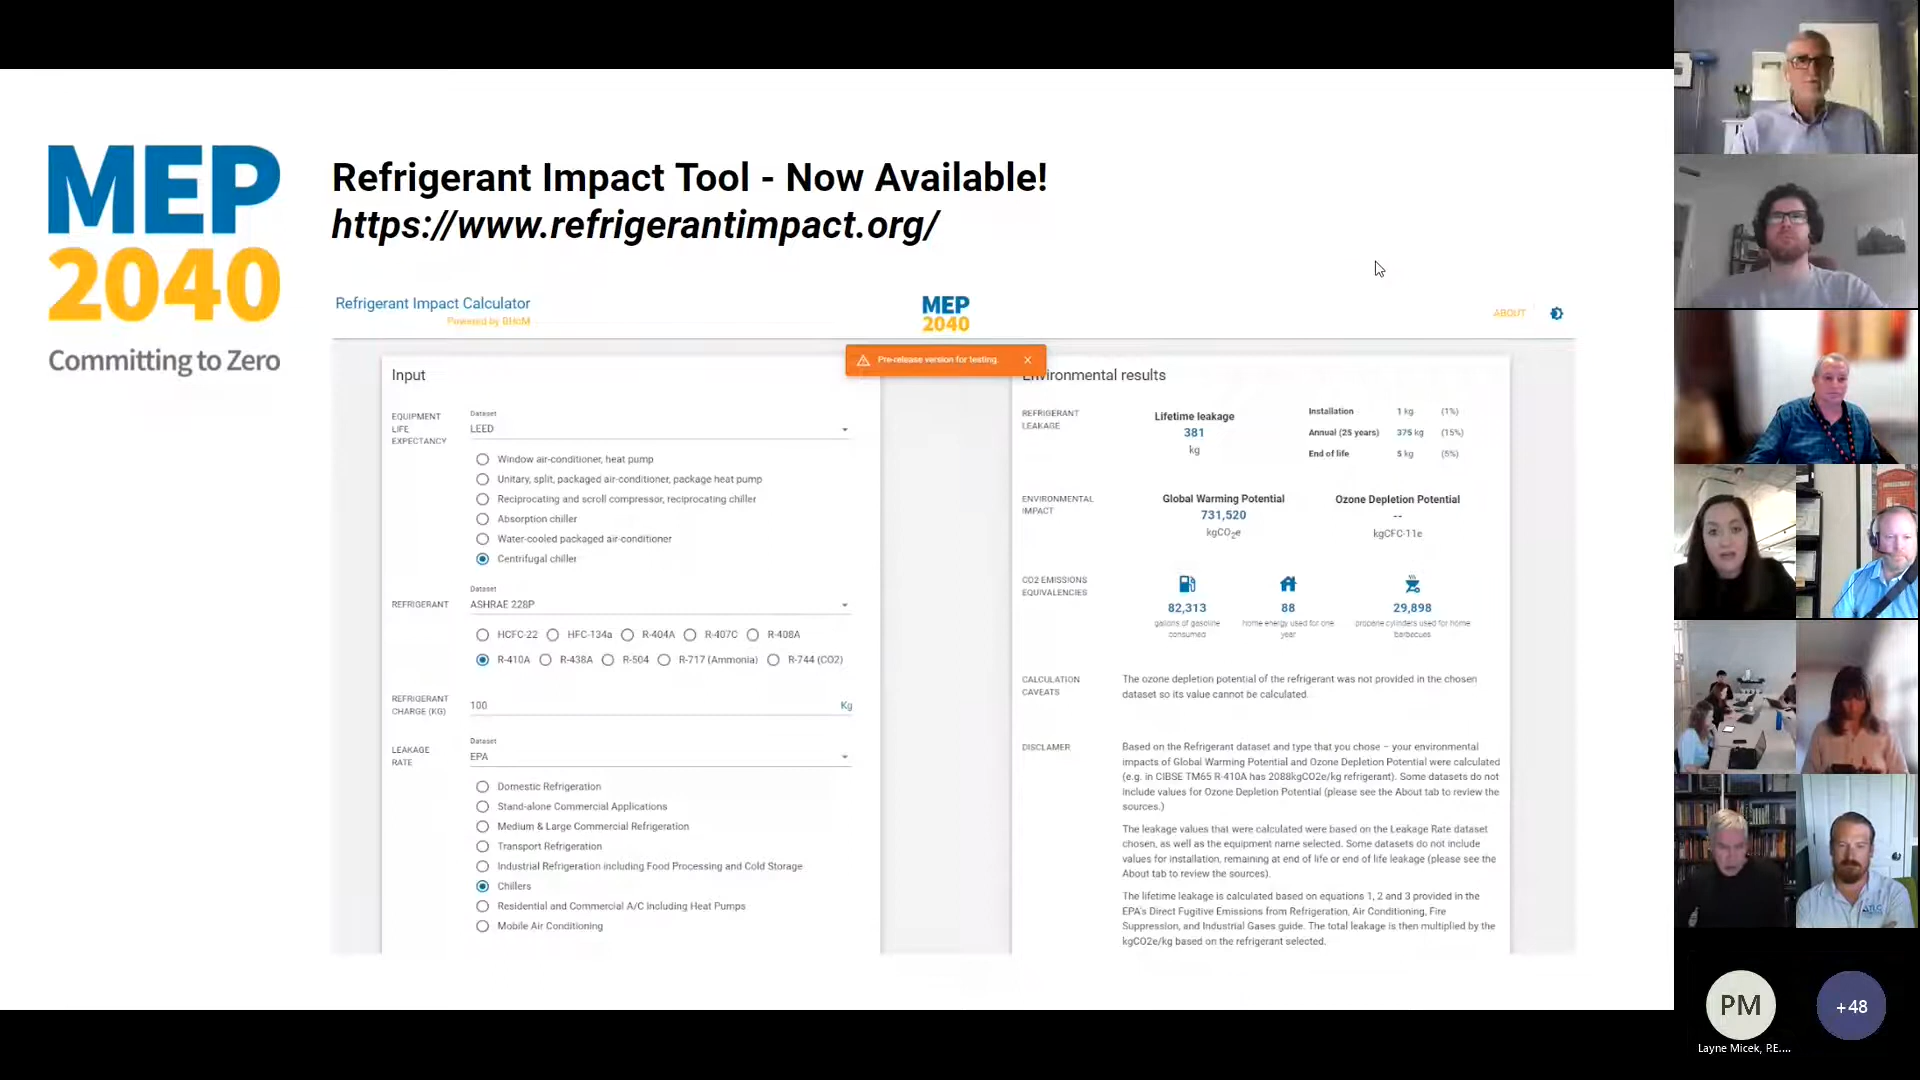 MEP
2040
Committing to Zero
Refrigerant Impact Tool - Now Available!
https://www.refrigerantimpact.org/
Refrigerant Impact Calculator
Powered by BHoM
MEP
2040
ABOUT
Pre-release version for testing.
Input
EQUIPMENT
LIFE
EXPECTANCY
Dataset
LEED
Window air-conditioner, heat pump
Unitary, split, packaged air-conditioner, package heat pump
Reciprocating and scroll compressor, reciprocating chiller
Absorption chiller
Water-cooled packaged air-conditioner
Centrifugal chiller
REFRIGERANT
Dataset
ASHRAE 228P
HCFC-22 HFC-134a R-404A R-407C R-408A
R-410A R-438A R-504 R-717 (Ammonia) R-744 (CO2)
REFRIGERANT
CHARGE (KG)
100 Kg
LEAKAGE
RATE
Dataset
EPA
Domestic Refrigeration
Stand-alone Commercial Applications
Medium & Large Commercial Refrigeration
Transport Refrigeration
Industrial Refrigeration including Food Processing and Cold Storage
Chillers
Residential and Commercial A/C including Heat Pumps
Mobile Air Conditioning
Environmental results
REFRIGERANT
LEAKAGE
Lifetime leakage
381
kg
Installation 1 kg (1%)
Annual (25 years) 375 kg (15%)
End of life 5 kg (5%)
ENVIRONMENTAL
IMPACT
Global Warming Potential
731,520
kgCO2e
Ozone Depletion Potential
--
kgCFC-11e
CO2 EMISSIONS
EQUIVALENCIES
82,313
gallons of gasoline
consumed
88
home energy used for one
year
29,898
propane cylinders used for home
barbecues
CALCULATION
CAVEATS
The ozone depletion potential of the refrigerant was not provided in the chosen
dataset so its value cannot be calculated.
DISCLAMER
Based on the Refrigerant dataset and type that you chose – your environmental
impacts of Global Warming Potential and Ozone Depletion Potential were calculated
(e.g. in CIBSE TM65 R-410A has 2088kgCO2e/kg refrigerant). Some datasets do not
include values for Ozone Depletion Potential (please see the About tab to review the
sources.)
The leakage values that were calculated were based on the Leakage Rate dataset
chosen, as well as the equipment name selected. Some datasets do not include
values for installation, remaining at end of life or end of life leakage (please see the
About tab to review the sources).
The lifetime leakage is calculated based on equations 1, 2 and 3 provided in the
EPA's Direct Fugitive Emissions from Refrigeration, Air Conditioning, Fire
Suppression, and Industrial Gases guide. The total leakage is then multiplied by the
kgCO2e/kg based on the refrigerant selected.
TLC
PM
+48
Layne Micek, P.E....